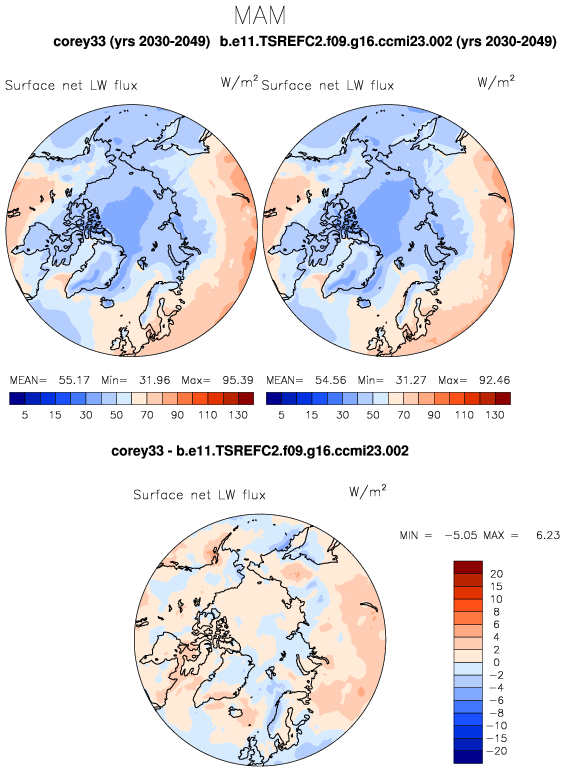 MAM
corey33 (yrs 2030-2049) b.e11.TSREFC2.f09.g16.ccmi23.002 (yrs 2030-2049)
Surface net LW flux W/m² Surface net LW flux W/m²
MEAN= 55.17 Min= 31.96 Max= 95.39 MEAN= 54.56 Min= 31.27 Max= 92.46
5 15 30 50 70 90 110 130 5 15 30 50 70 90 110 130
corey33 - b.e11.TSREFC2.f09.g16.ccmi23.002
Surface net LW flux W/m²
MIN = -5.05 MAX = 6.23
20
15
10
8
6
4
2
0
-2
-4
-6
-8
-10
-15
-20